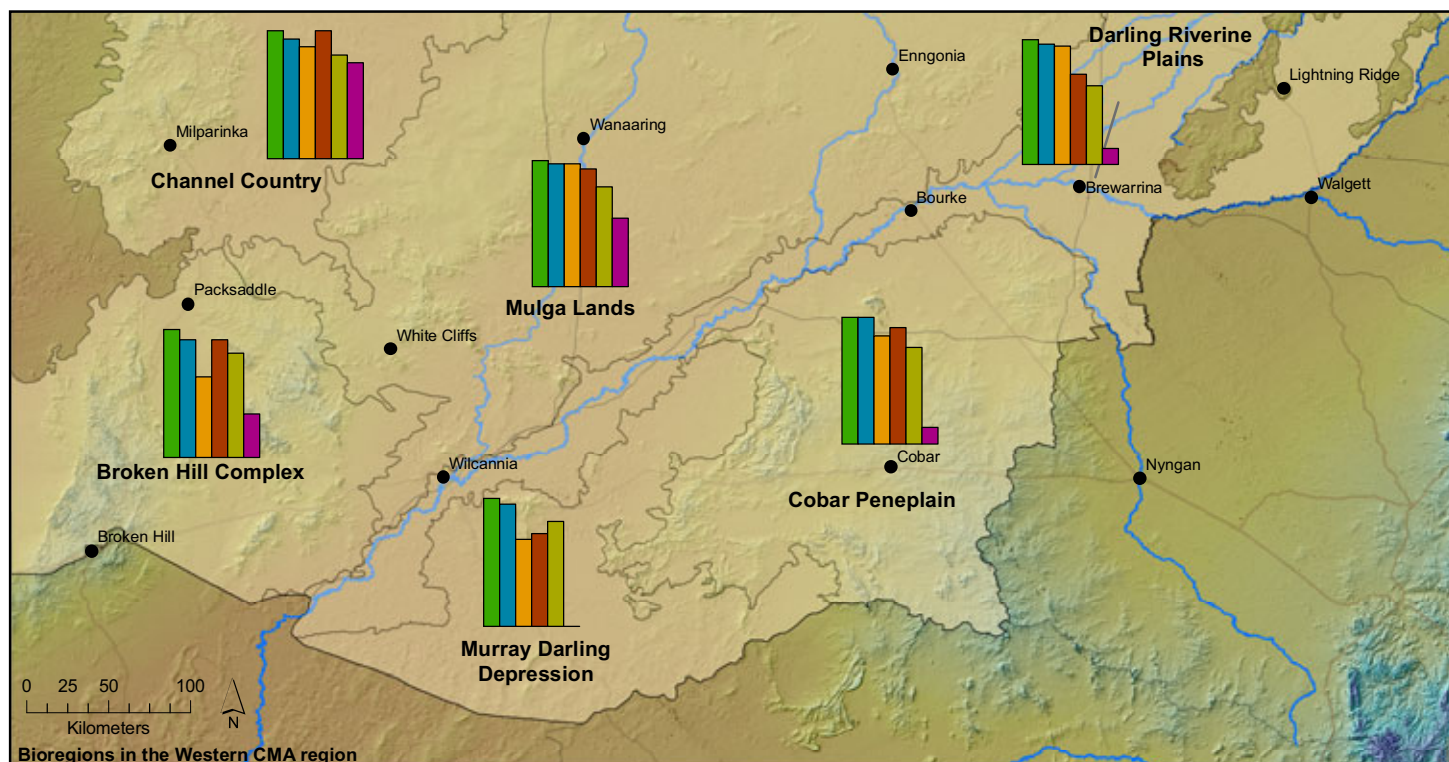 Darling Riverine
Plains
Enngonia
Lightning Ridge
Milparinka
Wanaaring
Channel Country
Brewarrina
Walgett
Bourke
Packsaddle
Mulga Lands
White Cliffs
Broken Hill Complex
Wilcannia
Cobar
Nyngan
Cobar Peneplain
Broken Hill
Murray Darling
Depression
0 25 50 100
Kilometers
N
Bioregions in the Western CMA region